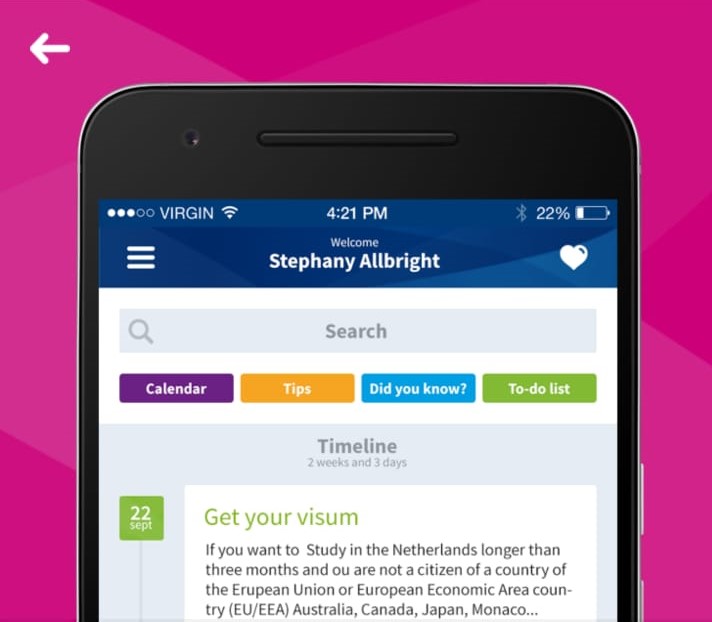 VIRGIN 4:21 PM 22%
Welcome
Stephany Allbright
Search
Calendar Tips Did you know? To-do list
Timeline
2 weeks and 3 days
22
sept
Get your visum
If you want to Study in the Netherlands longer than
three months and ou are not a citizen of a country of
the Erupean Union or European Economic Area coun-
try (EU/EEA) Australia, Canada, Japan, Monaco...